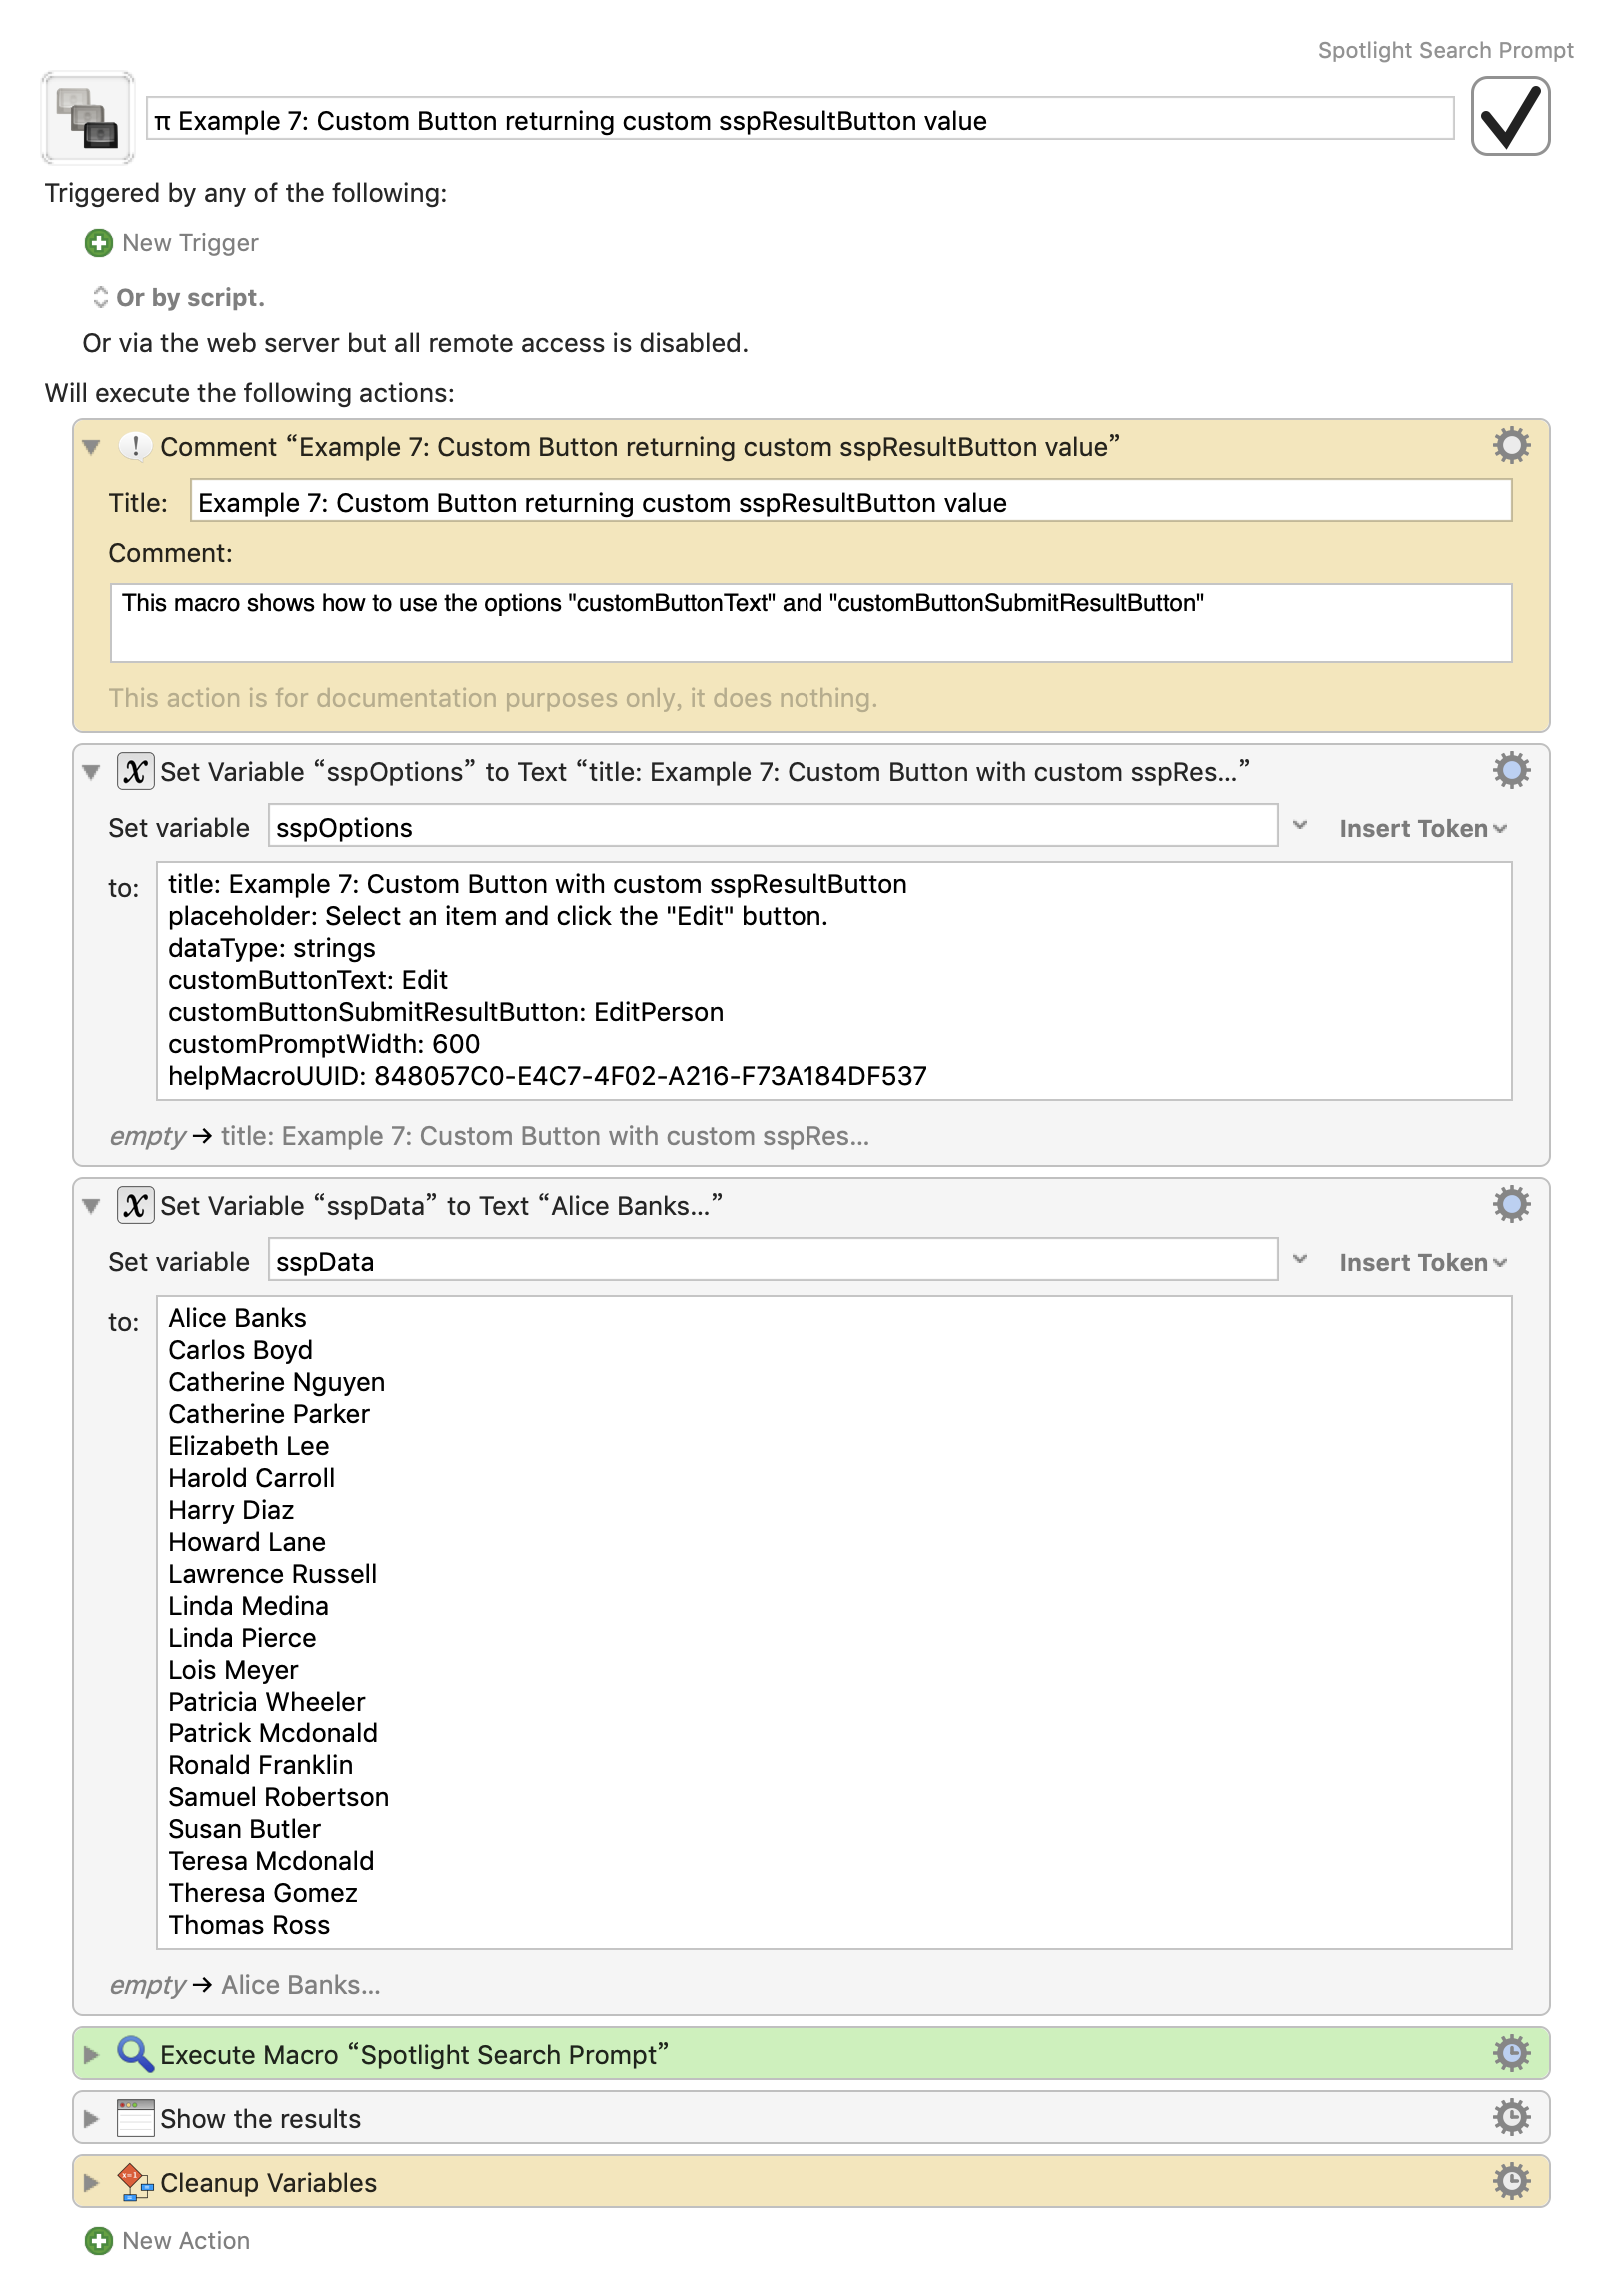 Spotlight Search Prompt
π Example 7: Custom Button returning custom sspResultButton value
Triggered by any of the following:
New Trigger
Or by script.
Or via the web server but all remote access is disabled.
Will execute the following actions:
! Comment “Example 7: Custom Button returning custom sspResultButton value”
Title: Example 7: Custom Button returning custom sspResultButton value
Comment:
This macro shows how to use the options "customButtonText" and "customButtonSubmitResultButton"
This action is for documentation purposes only, it does nothing.
X Set Variable “sspOptions” to Text “title: Example 7: Custom Button with custom sspRes…”
Set variable sspOptions Insert Token
to: title: Example 7: Custom Button with custom sspResultButton
placeholder: Select an item and click the "Edit" button.
dataType: strings
customButtonText: Edit
customButtonSubmitResultButton: EditPerson
customPromptWidth: 600
helpMacroUUID: 848057C0-E4C7-4F02-A216-F73A184DF537
empty → title: Example 7: Custom Button with custom sspRes…
X Set Variable “sspData” to Text “Alice Banks…”
Set variable sspData Insert Token
to: Alice Banks
Carlos Boyd
Catherine Nguyen
Catherine Parker
Elizabeth Lee
Harold Carroll
Harry Diaz
Howard Lane
Lawrence Russell
Linda Medina
Linda Pierce
Lois Meyer
Patricia Wheeler
Patrick Mcdonald
Ronald Franklin
Samuel Robertson
Susan Butler
Teresa Mcdonald
Theresa Gomez
Thomas Ross
empty → Alice Banks…
Execute Macro “Spotlight Search Prompt”
Show the results
x=1 Cleanup Variables
New Action